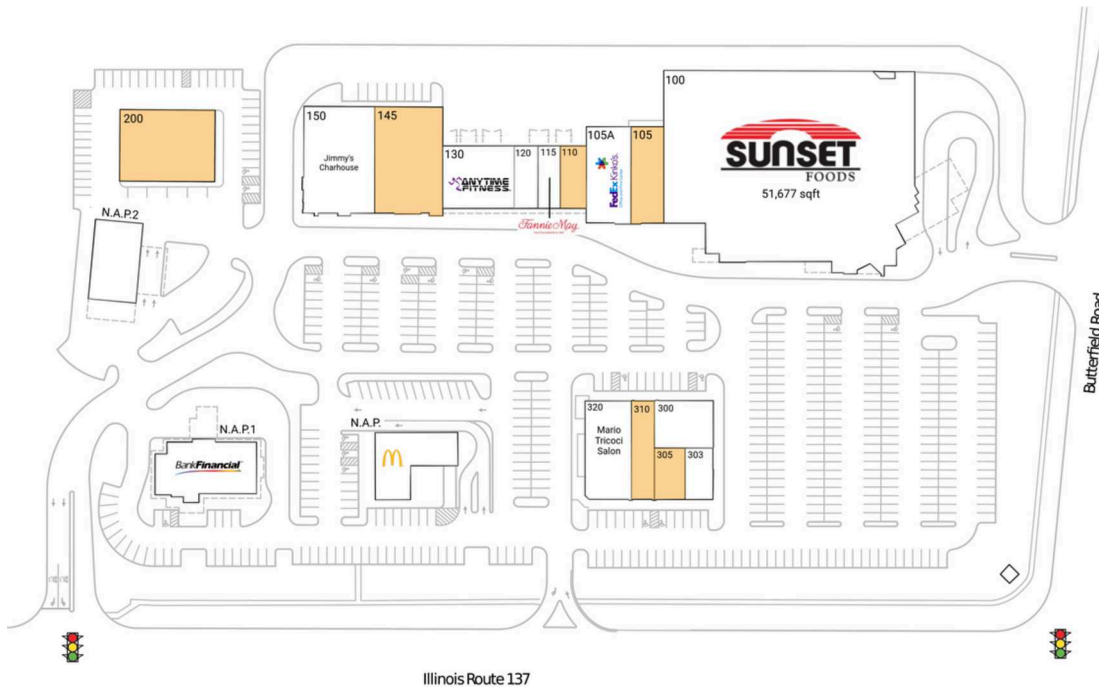 100
SUNSET
FOODS
51,677 sqft
200
150
Jimmy's
Charhouse
145
130
ANYTIME
FITNESS
120
115
110
105A
FedEx Kinko's
105
Fannie May
N.A.P.2
N.A.P.1
BankFinancial
N.A.P.
320
Mario
Tricoci
Salon
310
300
305
303
Butterfield Road
Illinois Route 137